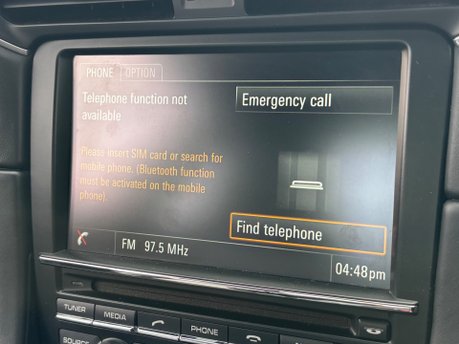 PHONE OPTION
Telephone function not
available
Emergency call
Please insert SIM card or search for
mobile phone. (Bluetooth function
must be activated on the mobile
phone).
Find telephone
FM 97.5 MHz
04:48pm
TUNER
MEDIA
PHONE
SOURCE